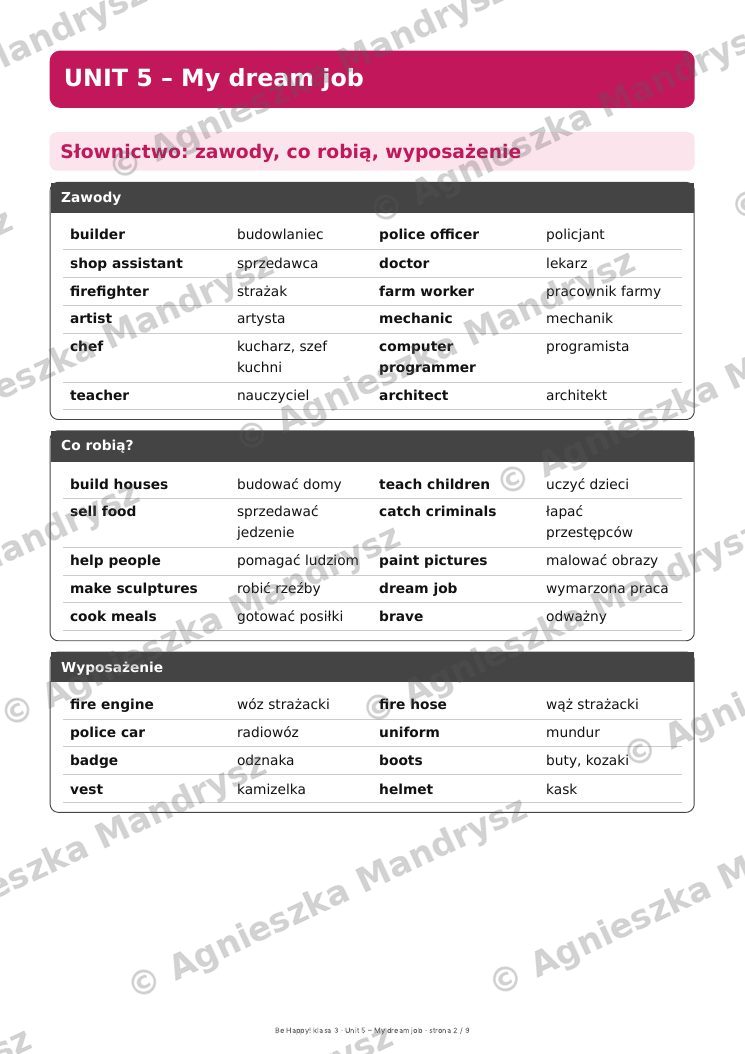 UNIT 5 – My dream job
Słownictwo: zawody, co robią, wyposażenie
Zawody
builder budowlaniec police officer policjant
shop assistant sprzedawca doctor lekarz
firefighter strażak farm worker pracownik farmy
artist artysta mechanic mechanik
chef kucharz, szef computer programista
kuchni programmer
teacher nauczyciel architect architekt
Co robią?
build houses budować domy teach children uczyć dzieci
sell food sprzedawać catch criminals łapać
jedzenie przestępców
help people pomagać ludziom paint pictures malować obrazy
make sculptures robić rzeźby dream job wymarzona praca
cook meals gotować posiłki brave odważny
Wyposażenie
fire engine wóz strażacki fire hose wąż strażacki
police car radiowóz uniform mundur
badge odznaka boots buty, kozaki
vest kamizelka helmet kask
Be Happy! klasa 3 · Unit 5 – My dream job · strona 2 / 9
© Agnieszka Mandrysz